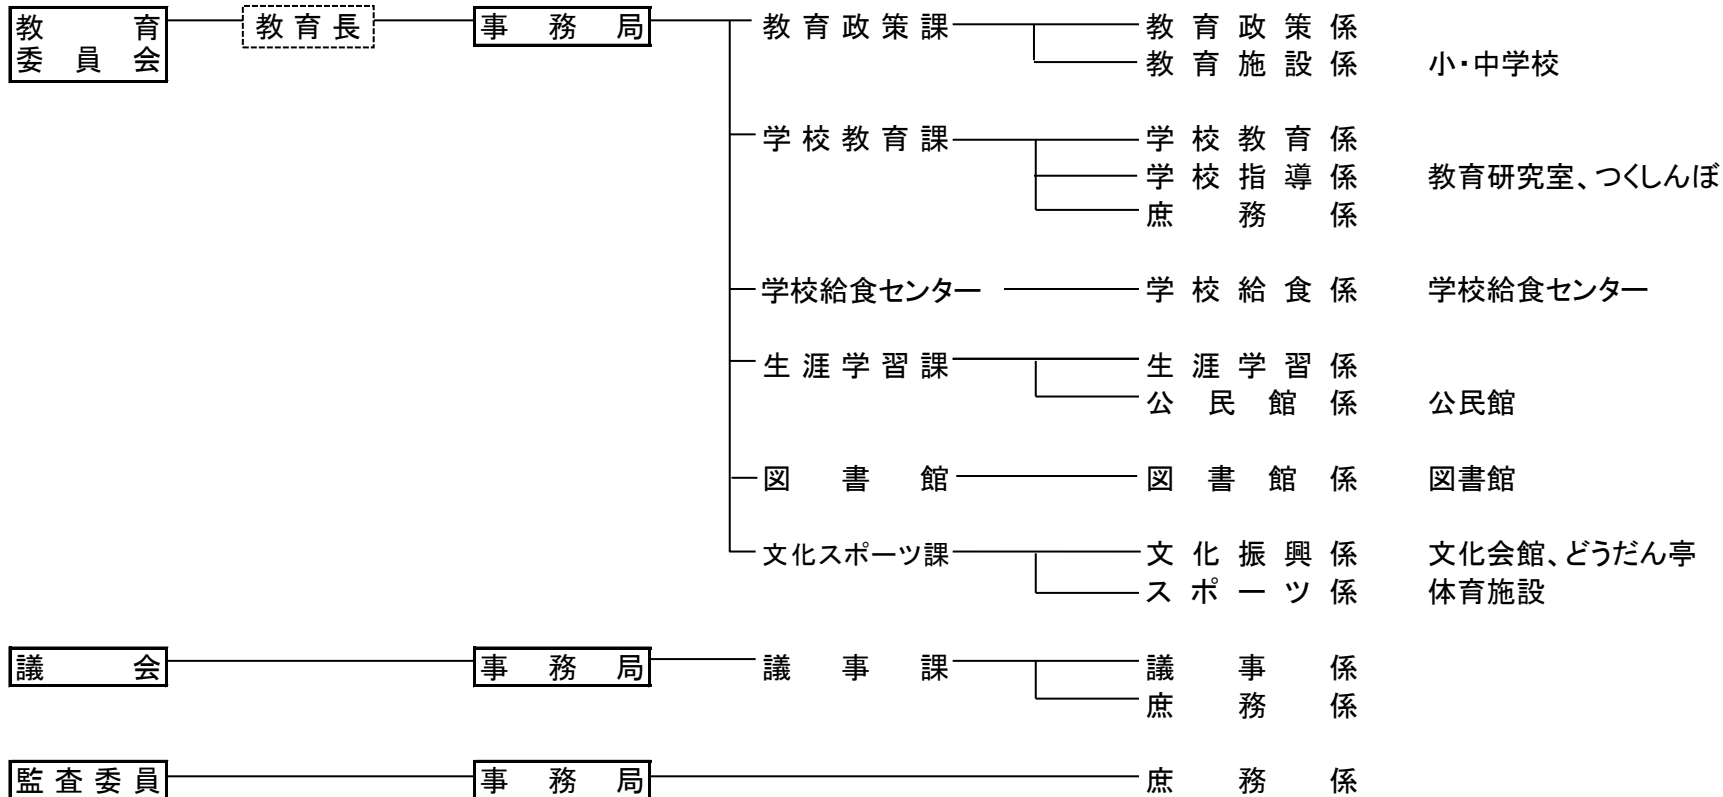 教育委員会 教育長 事務局 教育政策課 教育政策係
教育施設係 小・中学校
学校教育課 学校教育係
学校指導係 教育研究室、つくしんぼ
庶務係
学校給食センター 学校給食係 学校給食センター
生涯学習課 生涯学習係
公民館係 公民館
図書館 図書館係 図書館
文化スポーツ課 文化振興係 文化会館、どうだん亭
スポーツ係 体育施設
議会 事務局 議事課 議事係
庶務係
監査委員 事務局 庶務係